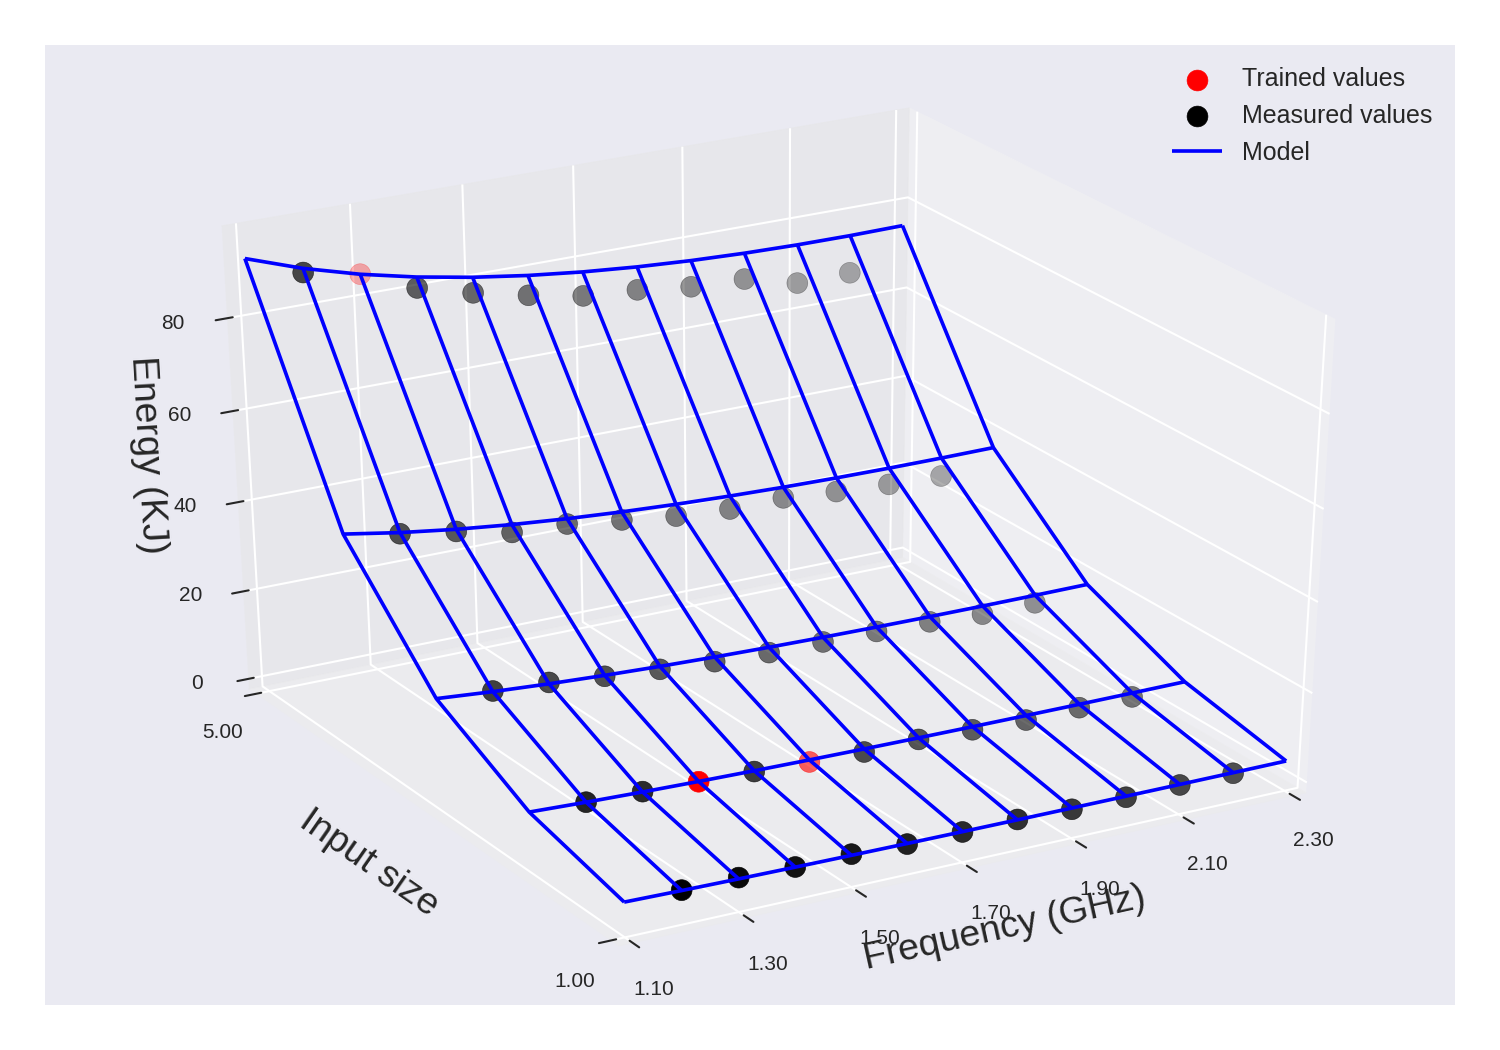 Trained values
Measured values
Model
80
60
40
20
0
Energy (KJ)
5.00
1.00
Input size
1.10
1.30
1.50
1.70
1.90
2.10
2.30
Frequency (GHz)